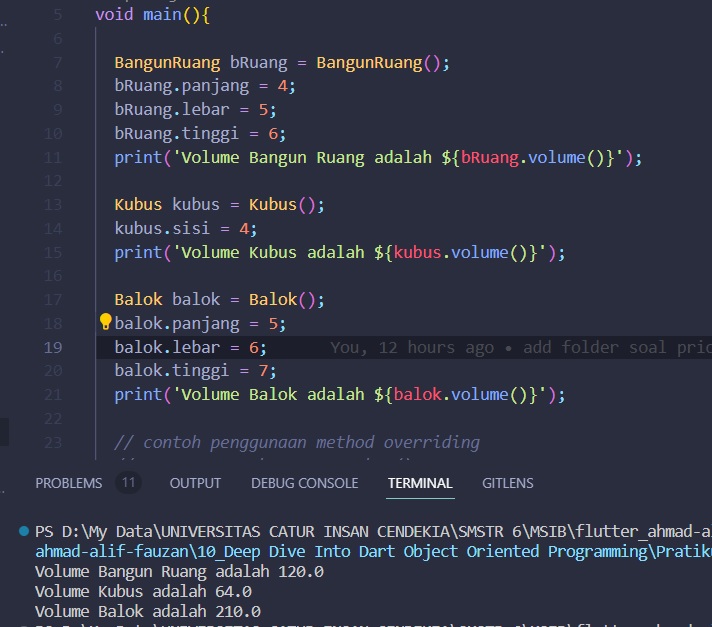 5 void main(){
6
7 BangunRuang bRuang = BangunRuang();
8 bRuang.panjang = 4;
9 bRuang.lebar = 5;
10 bRuang.tinggi = 6;
11 print('Volume Bangun Ruang adalah ${bRuang.volume()}');
12
13 Kubus kubus = Kubus();
14 kubus.sisi = 4;
15 print('Volume Kubus adalah ${kubus.volume()}');
16
17 Balok balok = Balok();
18 balok.panjang = 5;
19 balok.lebar = 6; You, 12 hours ago • add folder soal prio
20 balok.tinggi = 7;
21 print('Volume Balok adalah ${balok.volume()}');
22
23 // contoh penggunaan method overriding
PROBLEMS 11 OUTPUT DEBUG CONSOLE TERMINAL GITLENS
PS D:\My Data\UNIVERSITAS CATUR INSAN CENDEKIA\SMSTR 6\MSIB\flutter_ahmad-al
ahmad-alif-fauzan\10_Deep Dive Into Dart Object Oriented Programming\Pratiku
Volume Bangun Ruang adalah 120.0
Volume Kubus adalah 64.0
Volume Balok adalah 210.0